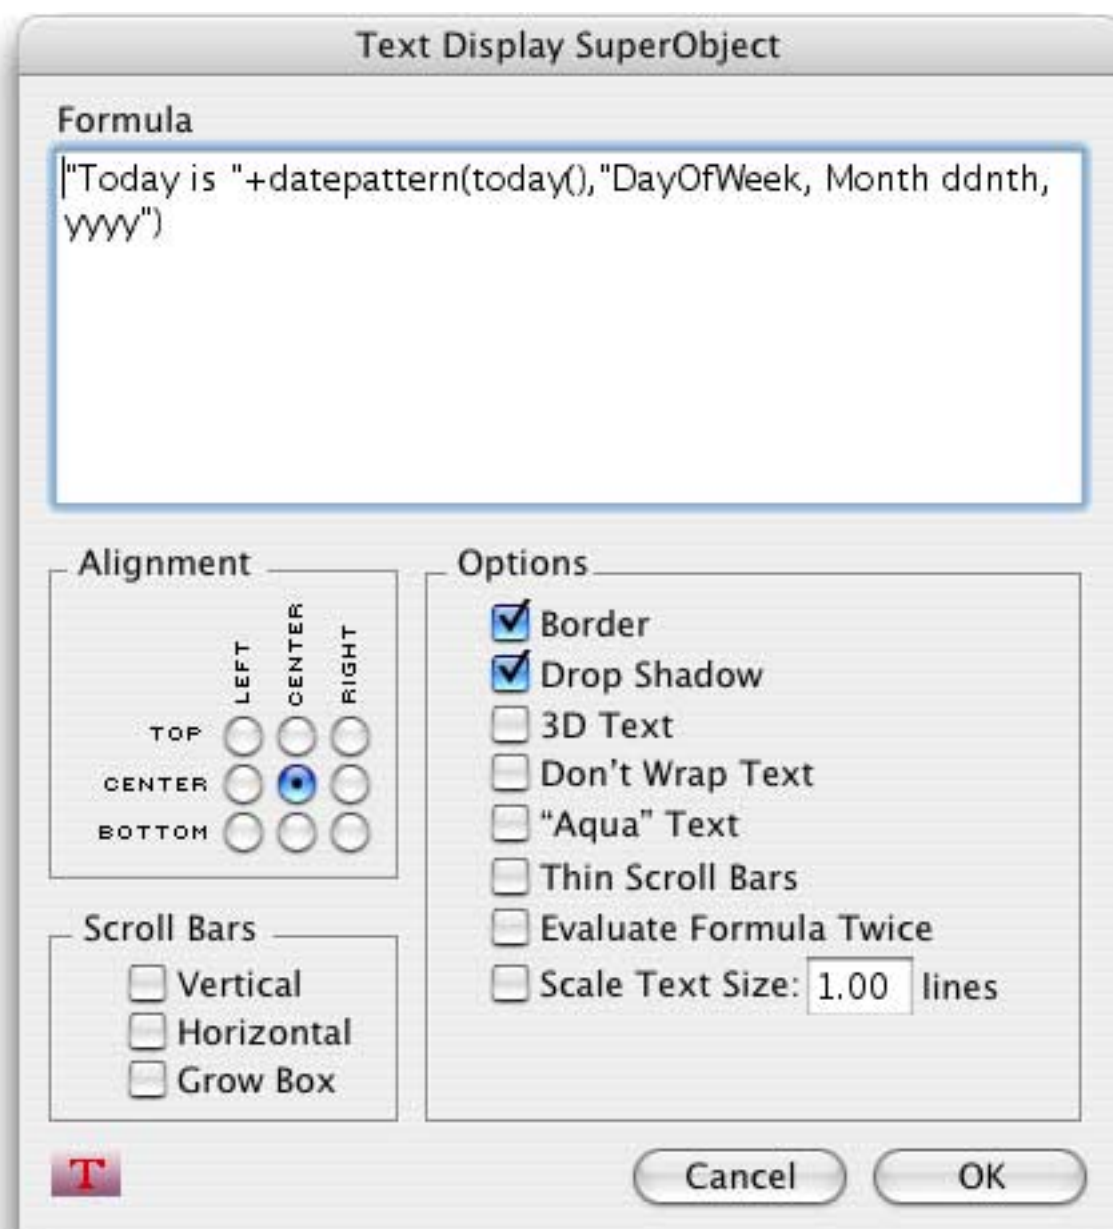 Text Display SuperObject
Formula
"Today is "+datepattern(today(),"DayOfWeek, Month ddnth,
yyyy")
Alignment
LEFT
CENTER
RIGHT
TOP
CENTER
BOTTOM
Scroll Bars
Vertical
Horizontal
Grow Box
Options
Border
Drop Shadow
3D Text
Don't Wrap Text
“Aqua” Text
Thin Scroll Bars
Evaluate Formula Twice
Scale Text Size: 1.00 lines
T
Cancel
OK